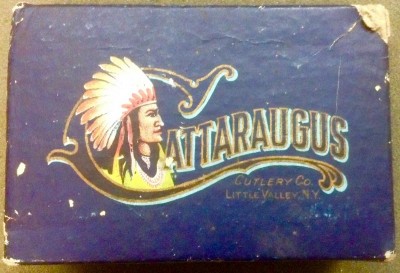 CATTARAUGUS
CUTLERY CO.
LITTLE VALLEY, N.Y.